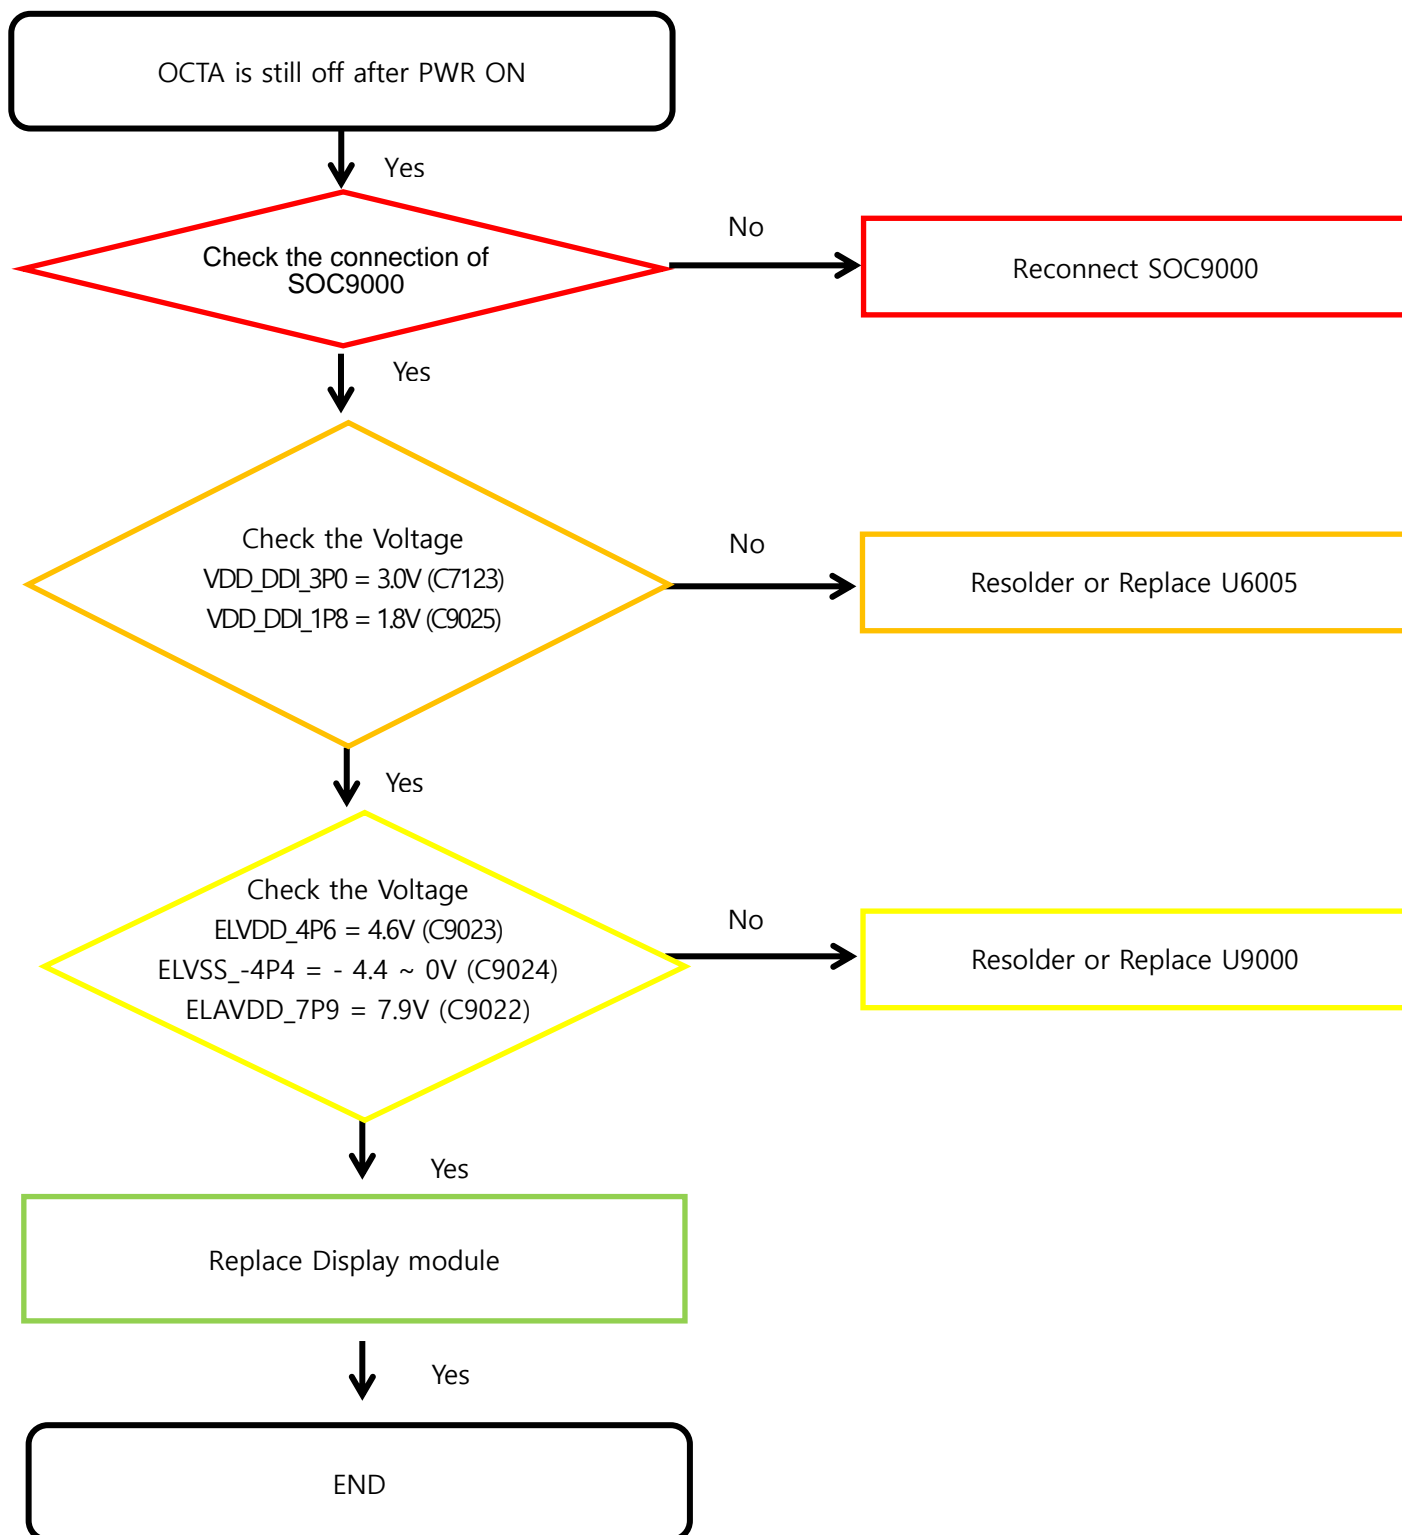 OCTA is still off after PWR ON
Yes
Check the connection of
SOC9000
No
Reconnect SOC9000
Yes
Check the Voltage
VDD_DDI_3P0 = 3.0V (C7123)
VDD_DDI_1P8 = 1.8V (C9025)
No
Resolder or Replace U6005
Yes
Check the Voltage
ELVDD_4P6 = 4.6V (C9023)
ELVSS_-4P4 = - 4.4 ~ 0V (C9024)
ELAVDD_7P9 = 7.9V (C9022)
No
Resolder or Replace U9000
Yes
Replace Display module
Yes
END